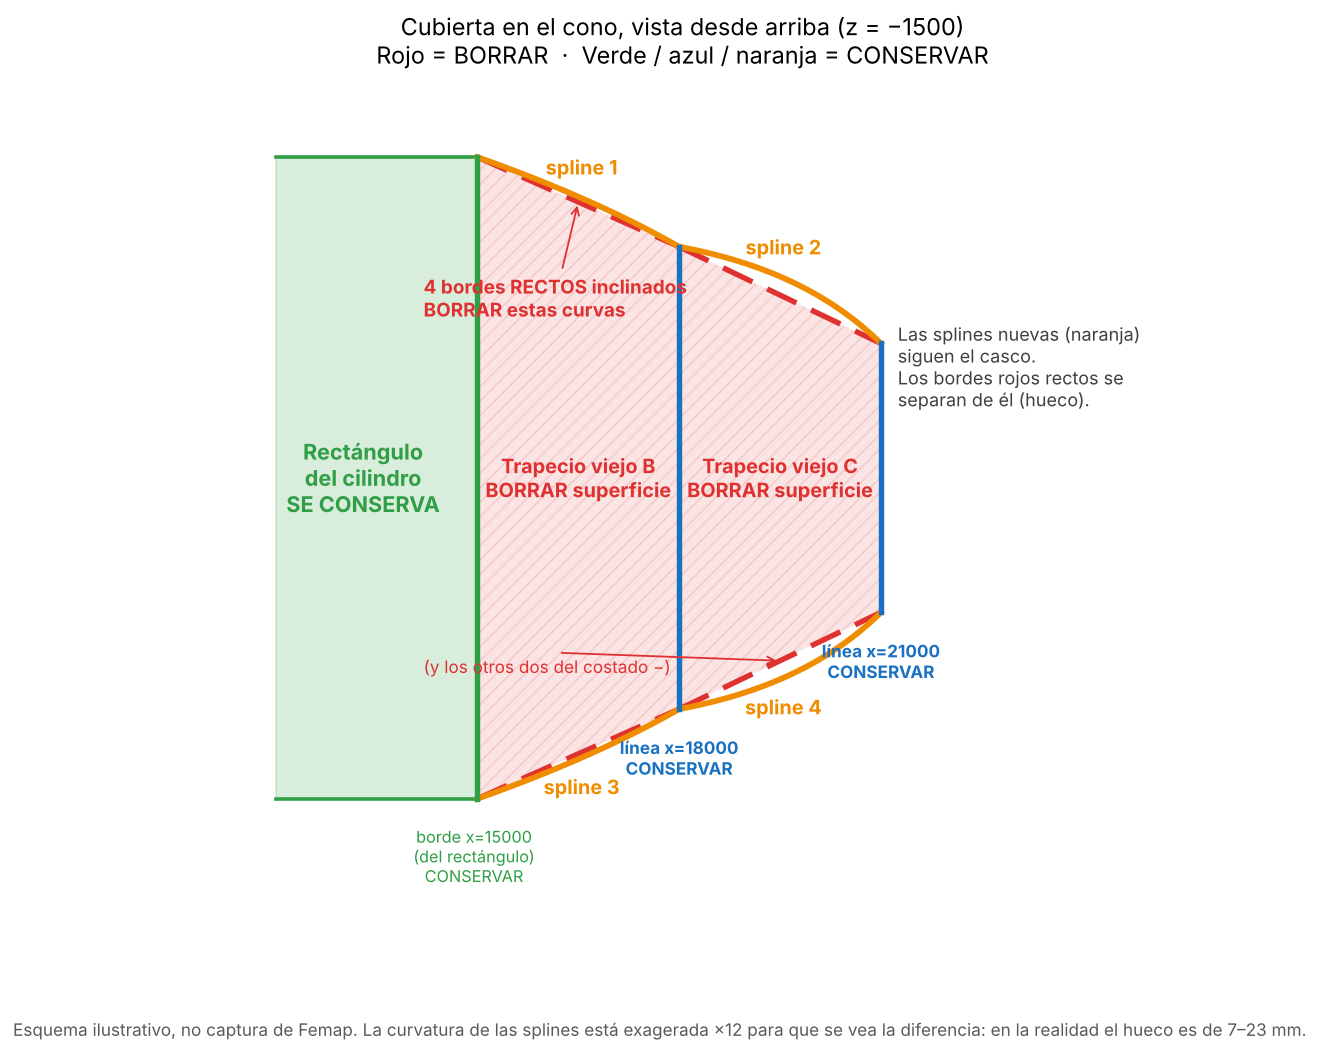 Cubierta en el cono, vista desde arriba (z = −1500)
Rojo = BORRAR · Verde / azul / naranja = CONSERVAR
spline 1
spline 2
4 bordes RECTOS inclinados
BORRAR estas curvas
Las splines nuevas (naranja)
siguen el casco.
Los bordes rojos rectos se
separan de él (hueco).
Rectángulo
del cilindro
SE CONSERVA
Trapecio viejo B
BORRAR superficie
Trapecio viejo C
BORRAR superficie
(y los otros dos del costado −)
línea x=21000
CONSERVAR
spline 4
línea x=18000
CONSERVAR
spline 3
borde x=15000
(del rectángulo)
CONSERVAR
Esquema ilustrativo, no captura de Femap. La curvatura de las splines está exagerada ×12 para que se vea la diferencia: en la realidad el hueco es de 7–23 mm.